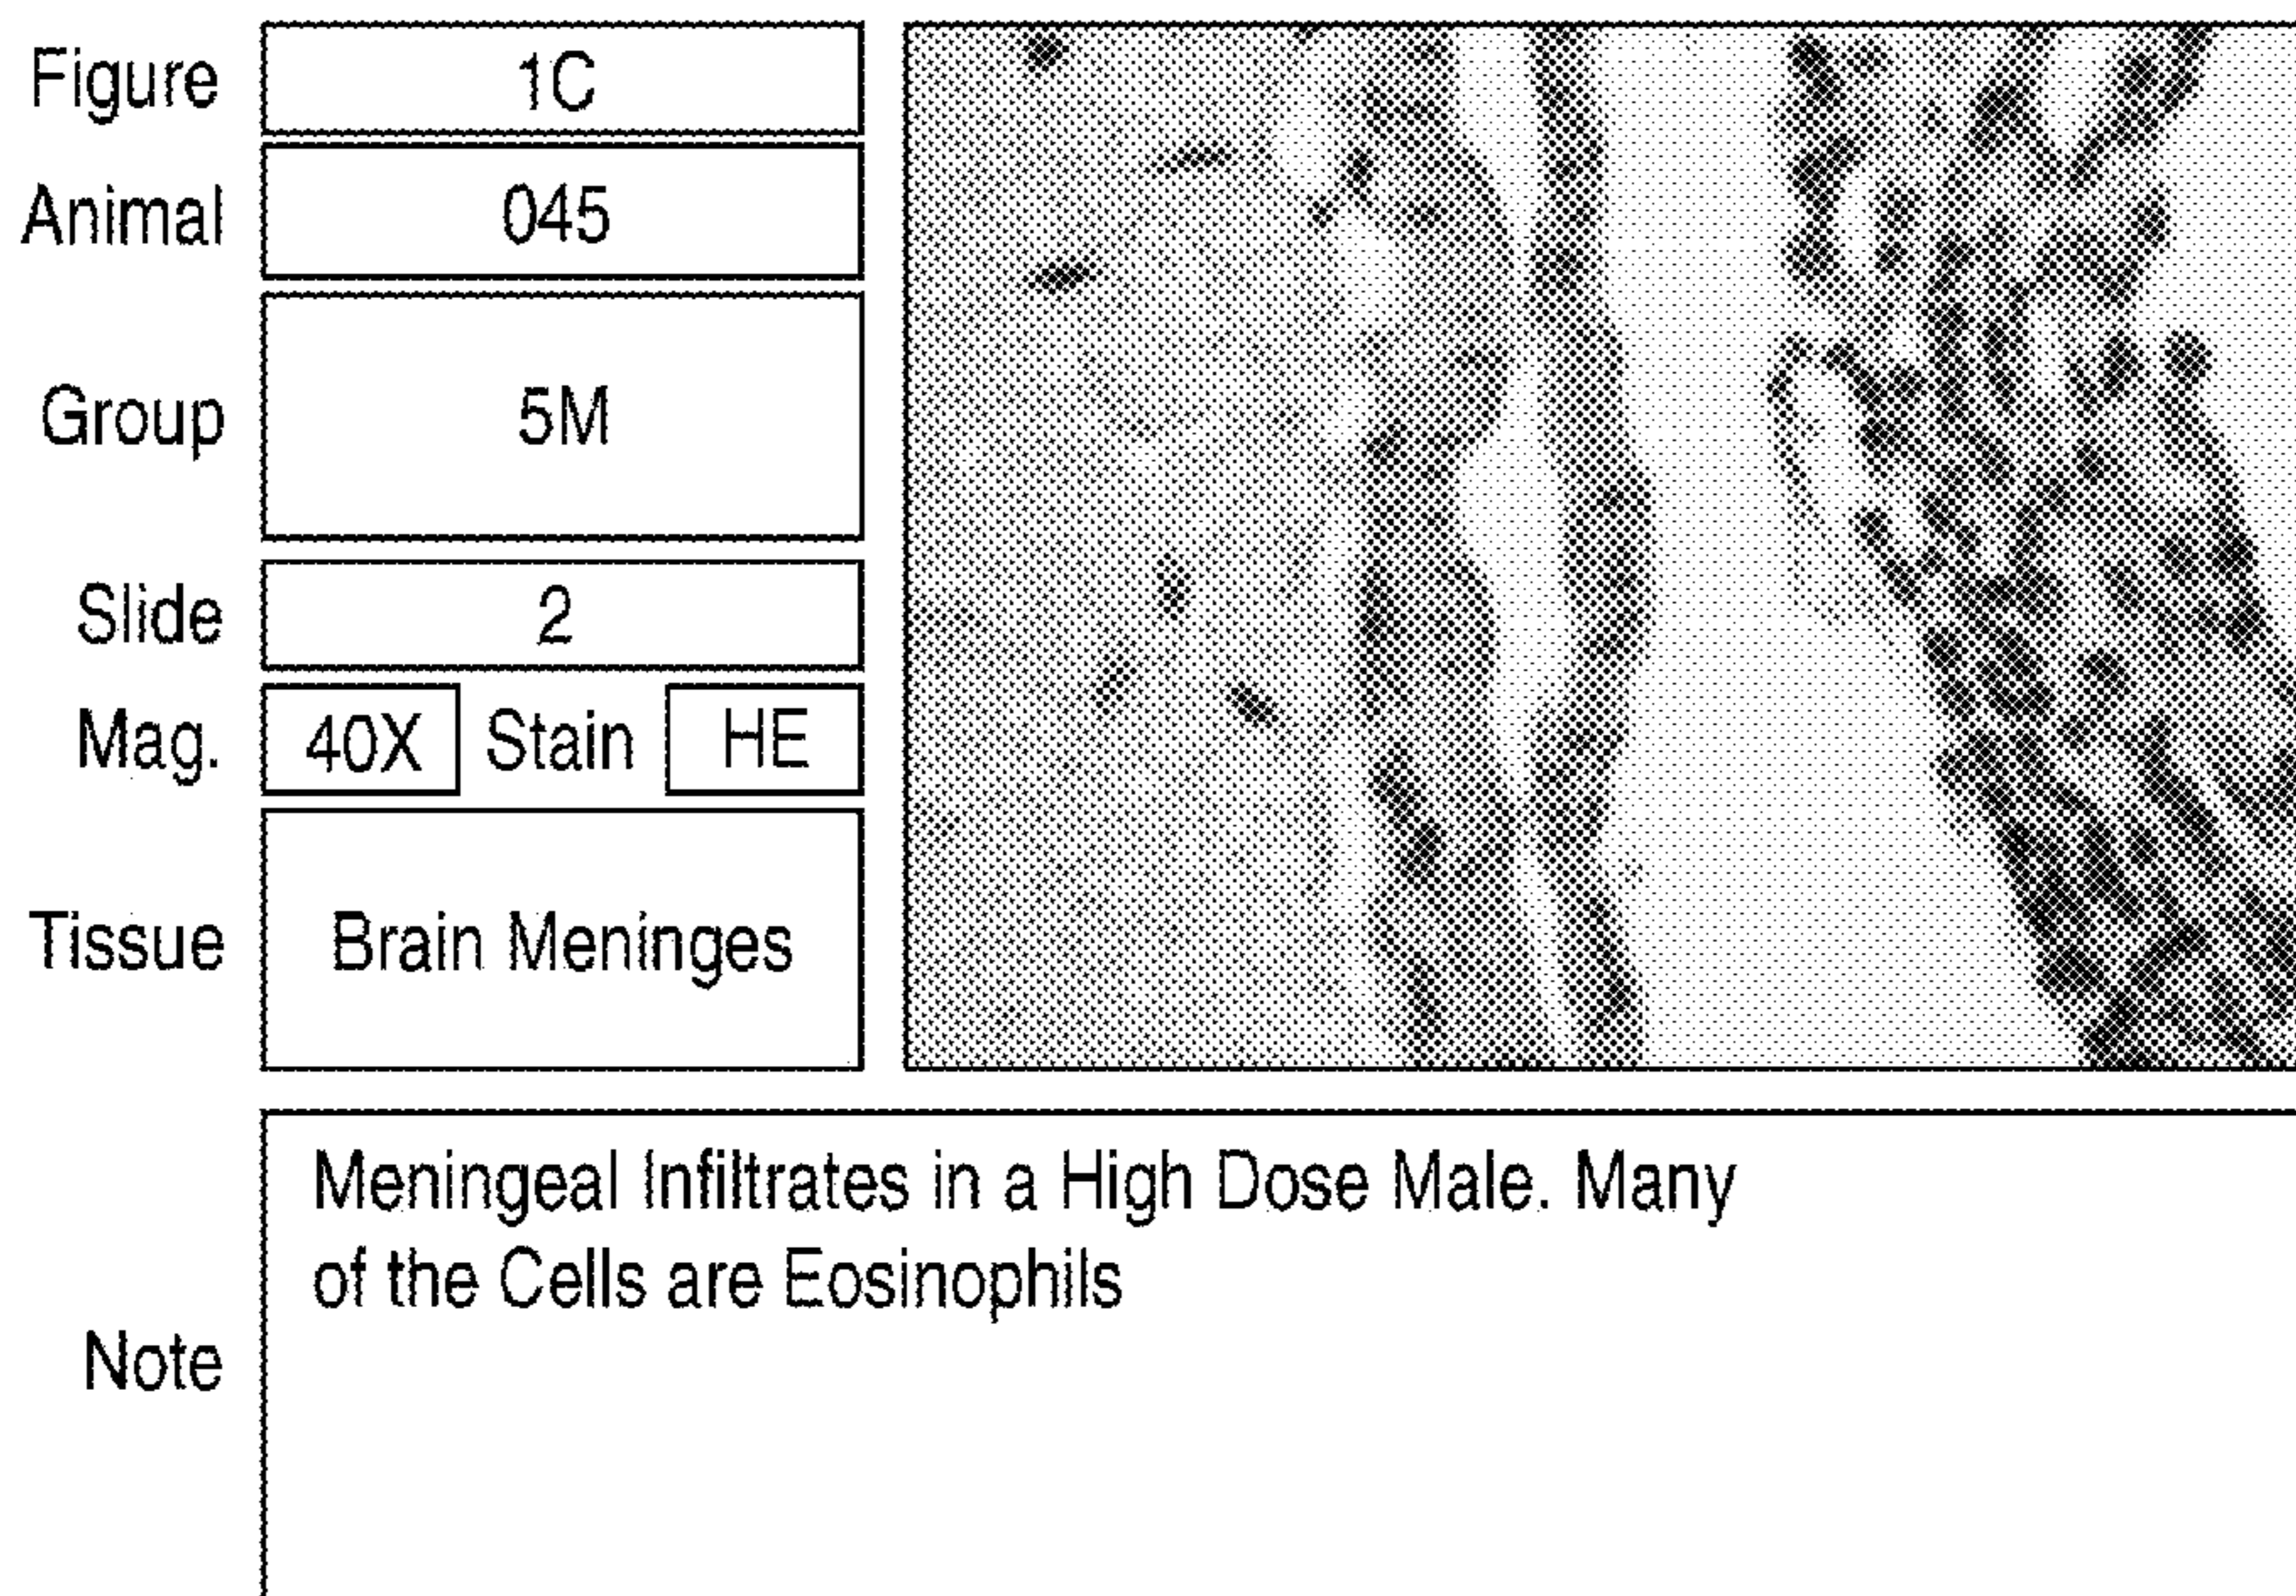 Figure 1C
Animal 045
Group 5M
Slide 2
Mag. 40X Stain HE
Tissue Brain Meninges
Note
Meningeal Infiltrates in a High Dose Male. Many
of the Cells are Eosinophils